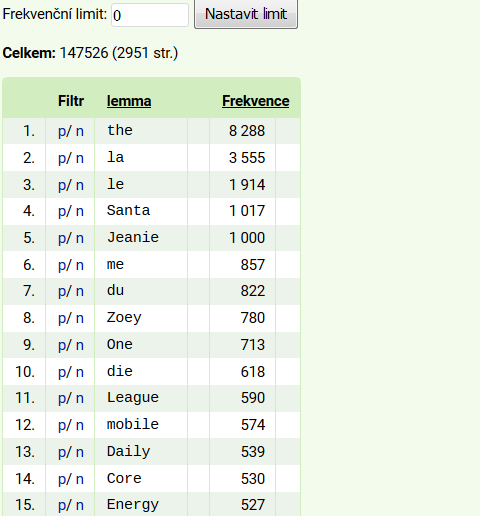 Frekvenční limit: 0 Nastavit limit
Celkem: 147526 (2951 str.)
Filtr lemma Frekvence
1. p/ n the 8 288
2. p/ n la 3 555
3. p/ n le 1 914
4. p/ n Santa 1 017
5. p/ n Jeanie 1 000
6. p/ n me 857
7. p/ n du 822
8. p/ n Zoey 780
9. p/ n One 713
10. p/ n die 618
11. p/ n League 590
12. p/ n mobile 574
13. p/ n Daily 539
14. p/ n Core 530
15. p/ n Energy 527